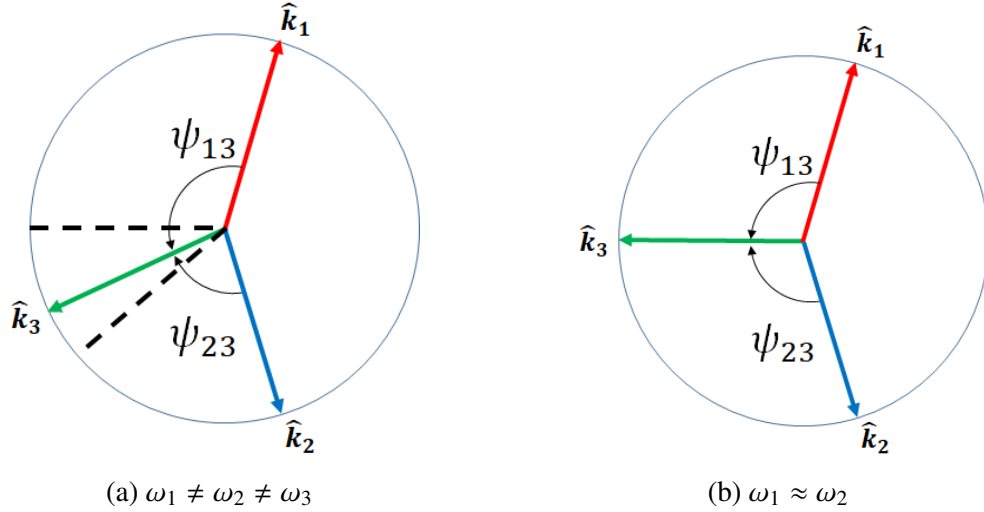 k̂₁
ψ₁₃
k̂₃
ψ₂₃
k̂₂
(a) ω₁ ≠ ω₂ ≠ ω₃
k̂₁
ψ₁₃
k̂₃
ψ₂₃
k̂₂
(b) ω₁ ≈ ω₂